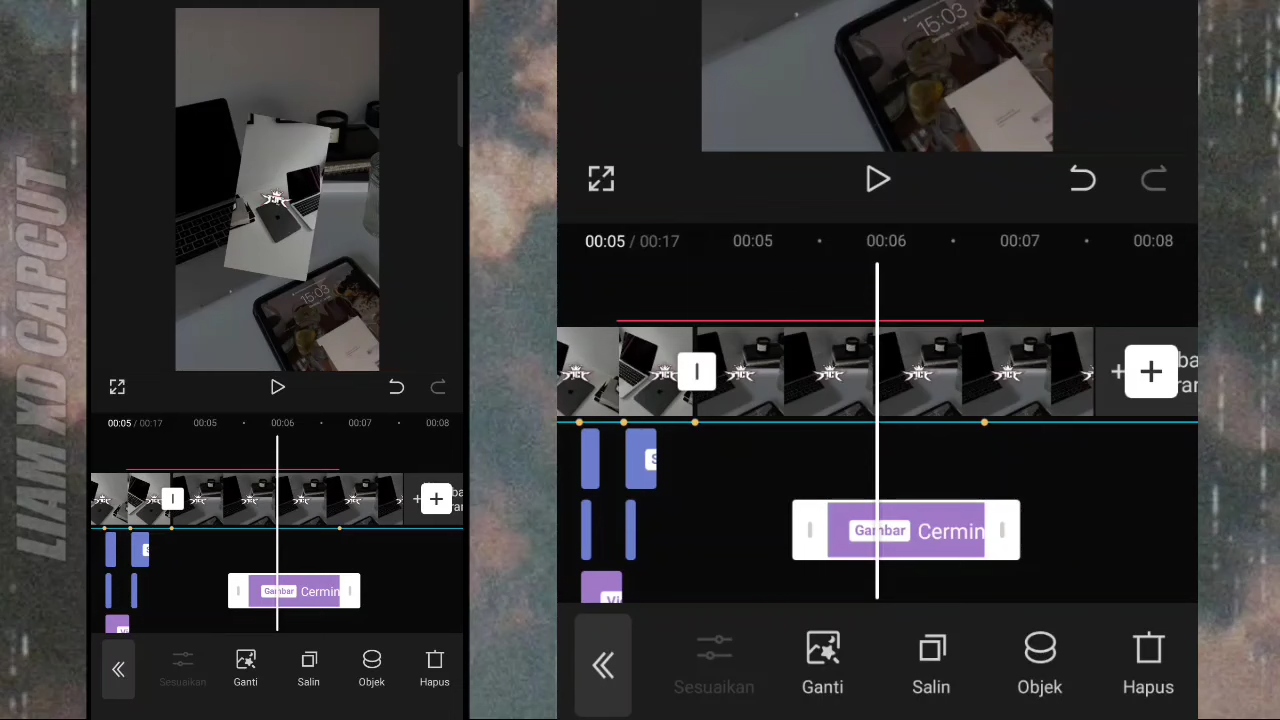 LIAM XD CAPCUT
15:03
00:05 / 00:17
00:05
00:06
00:07
00:08
Gambar Cermin
Sesuaikan
Ganti
Salin
Objek
Hapus
15:03
00:05 / 00:17
00:05
00:06
00:07
00:08
Gambar Cermin
Sesuaikan
Ganti
Salin
Objek
Hapus